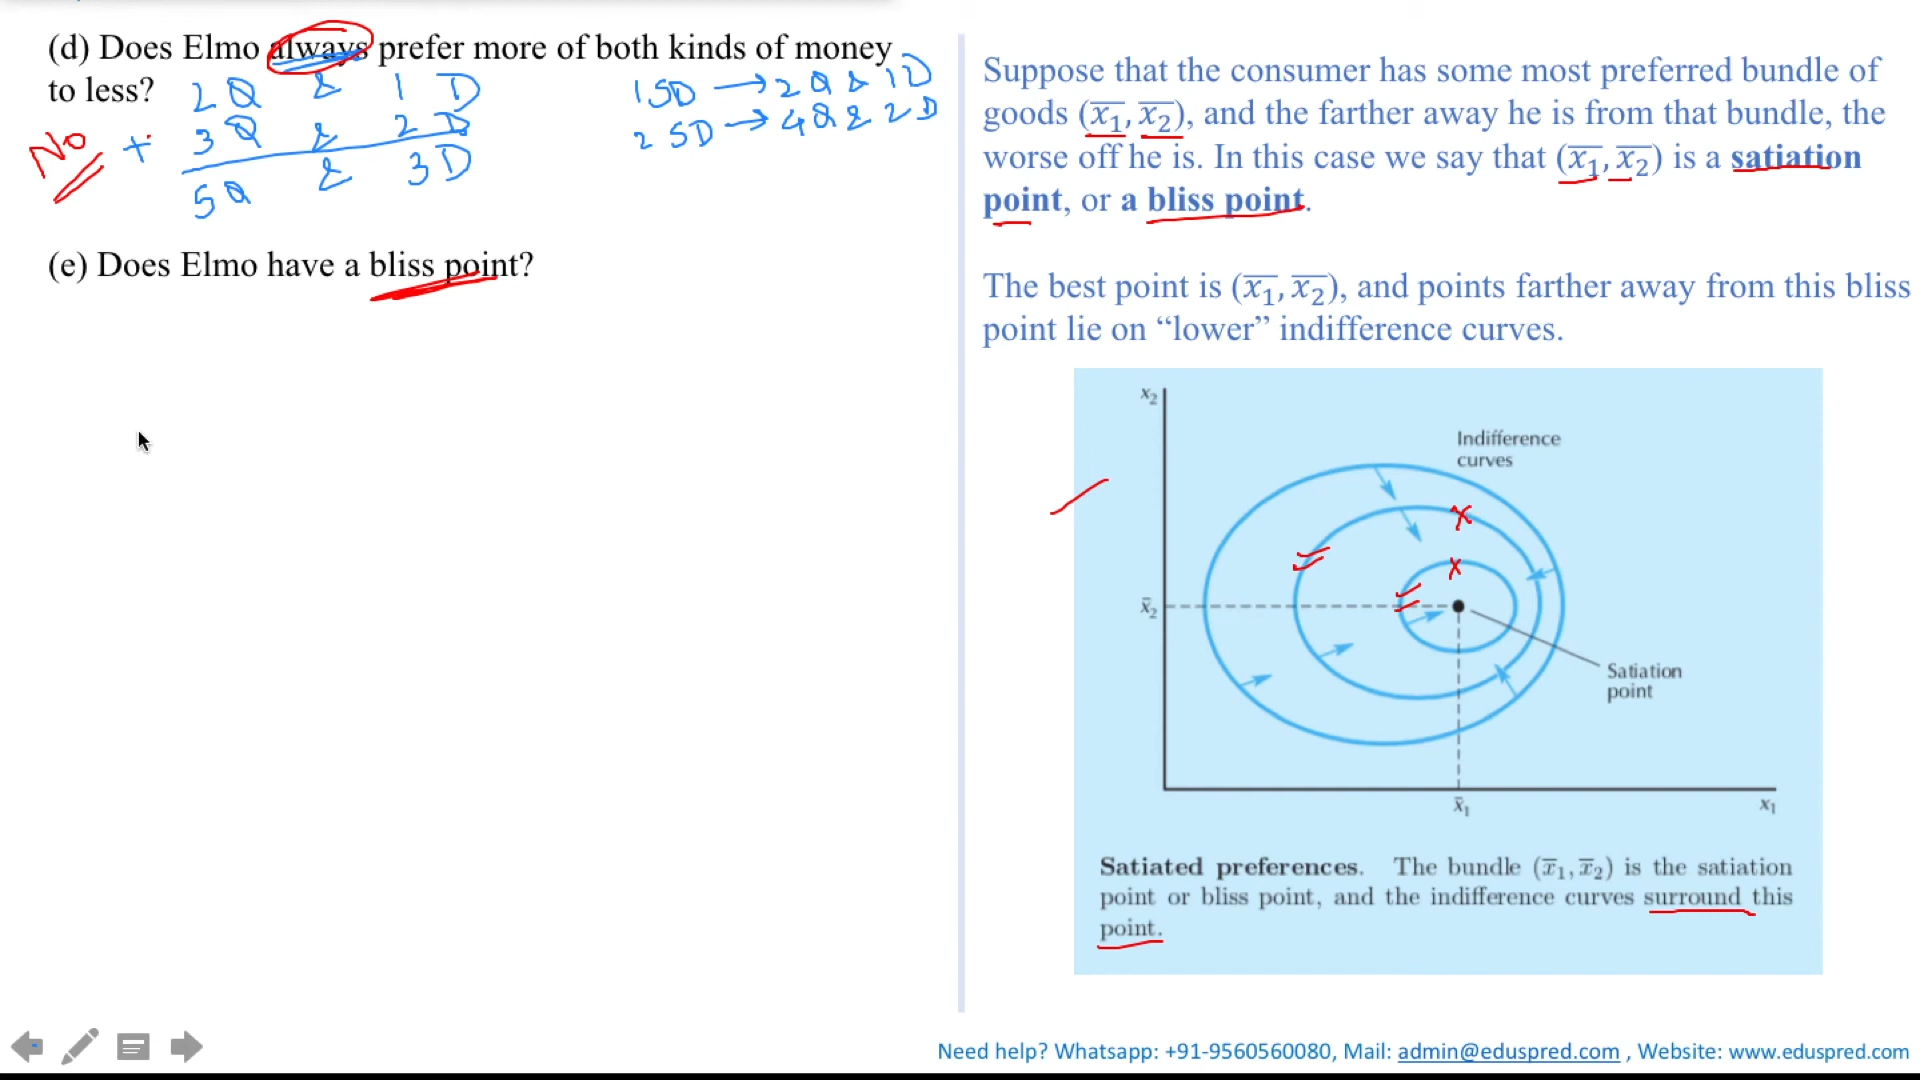 (d) Does Elmo always prefer more of both kinds of money
to less?
2 Q & 1 D
1 SD → 2 Q & 1 D
No + 3 Q & 2 D
2 SD → 4 Q & 2 D
5 Q & 3 D
(e) Does Elmo have a bliss point?
Suppose that the consumer has some most preferred bundle of
goods (x̅₁, x̅₂), and the farther away he is from that bundle, the
worse off he is. In this case we say that (x̅₁, x̅₂) is a satiation
point, or a bliss point.
The best point is (x̅₁, x̅₂), and points farther away from this bliss
point lie on “lower” indifference curves.
x₂
Indifference
curves
x̅₂
Satiation
point
x̅₁
x₁
Satiated preferences. The bundle (x̅₁, x̅₂) is the satiation
point or bliss point, and the indifference curves surround this
point.
Need help? Whatsapp: +91-9560560080, Mail: admin@eduspred.com , Website: www.eduspred.com